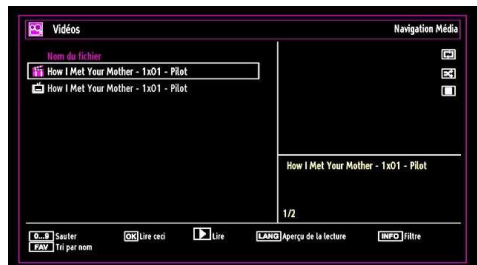 Vidéos Navigation Média
Nom du fichier
How I Met Your Mother - 1x01 - Pilot
How I Met Your Mother - 1x01 - Pilot
How I Met Your Mother - 1x01 - Pilot
1/2
0...9 Sauter OK Lire ceci Lire LANG Aperçu de la lecture INFO Filtre
FAV Tri par nom